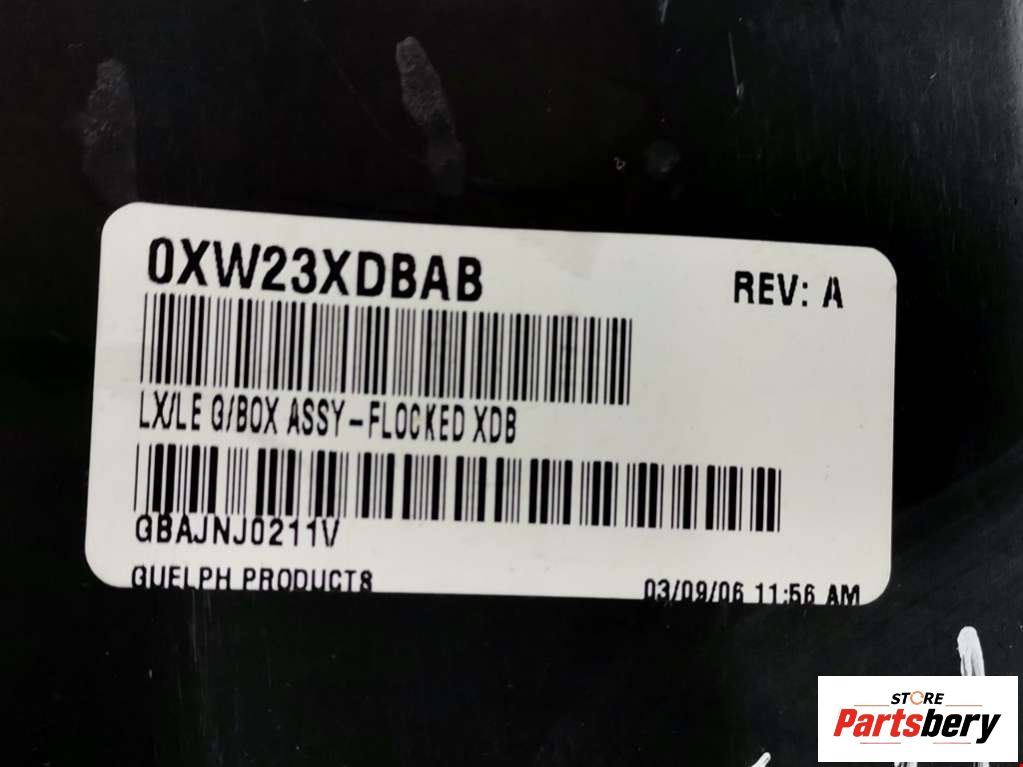 0XW23XDBAB
REV: A
LX/LE G/BOX ASSY-FLOCKED XDB
GBAJNJ0211V
GUELPH PRODUCTS
03/09/06 11:56 AM
STORE
Partsbery